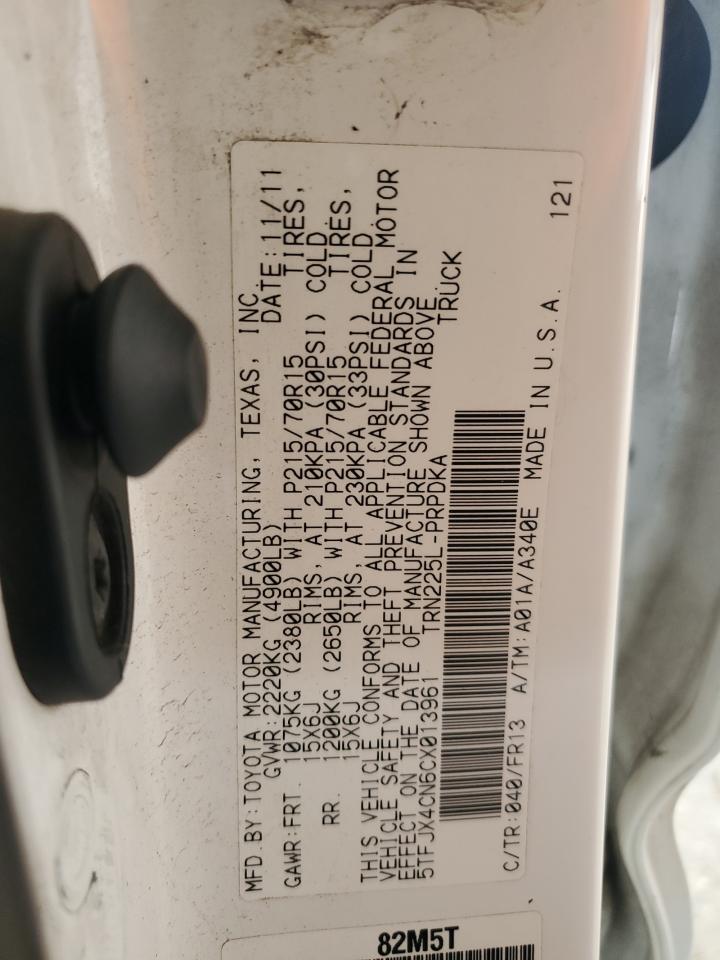 MFD.BY:TOYOTA MOTOR MANUFACTURING, TEXAS, INC.
GVWR:2220KG (4900LB) DATE:11/11
GAWR:FRT. 1075KG (2380LB) WITH P215/70R15 TIRES,
15X6J RIMS, AT 210KPA (30PSI) COLD
RR. 1200KG (2650LB) WITH P215/70R15 TIRES,
15X6J RIMS, AT 230KPA (33PSI) COLD
THIS VEHICLE CONFORMS TO ALL APPLICABLE FEDERAL MOTOR
VEHICLE SAFETY AND THEFT PREVENTION STANDARDS IN
EFFECT ON THE DATE OF MANUFACTURE SHOWN ABOVE.
5TFJX4CN6CX013961 TRN225L-PRPDKA TRUCK
C/TR:040/FR13 A/TM:A01A/A340E MADE IN U.S.A. 121
82M5T